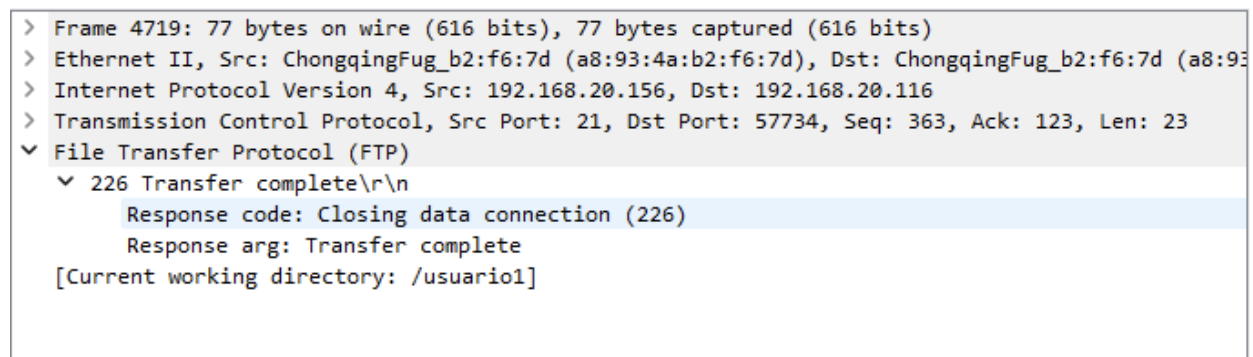 > Frame 4719: 77 bytes on wire (616 bits), 77 bytes captured (616 bits)
> Ethernet II, Src: ChongqingFug_b2:f6:7d (a8:93:4a:b2:f6:7d), Dst: ChongqingFug_b2:f6:7d (a8:93
> Internet Protocol Version 4, Src: 192.168.20.156, Dst: 192.168.20.116
> Transmission Control Protocol, Src Port: 21, Dst Port: 57734, Seq: 363, Ack: 123, Len: 23
File Transfer Protocol (FTP)
226 Transfer complete\r\n
Response code: Closing data connection (226)
Response arg: Transfer complete
[Current working directory: /usuario1]